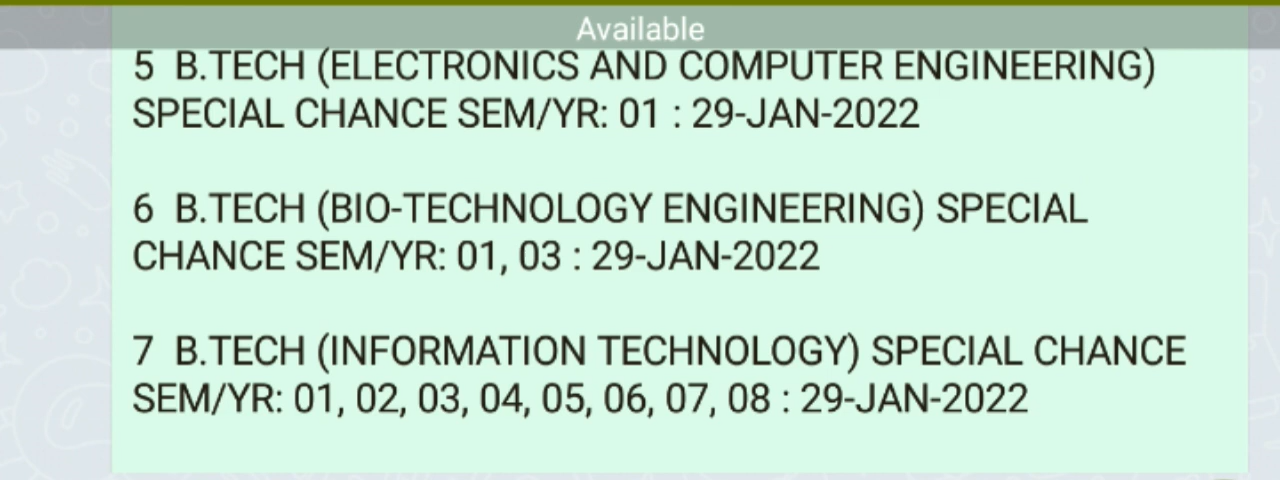 Available
5 B.TECH (ELECTRONICS AND COMPUTER ENGINEERING)
SPECIAL CHANCE SEM/YR: 01 : 29-JAN-2022
6 B.TECH (BIO-TECHNOLOGY ENGINEERING) SPECIAL
CHANCE SEM/YR: 01, 03 : 29-JAN-2022
7 B.TECH (INFORMATION TECHNOLOGY) SPECIAL CHANCE
SEM/YR: 01, 02, 03, 04, 05, 06, 07, 08 : 29-JAN-2022